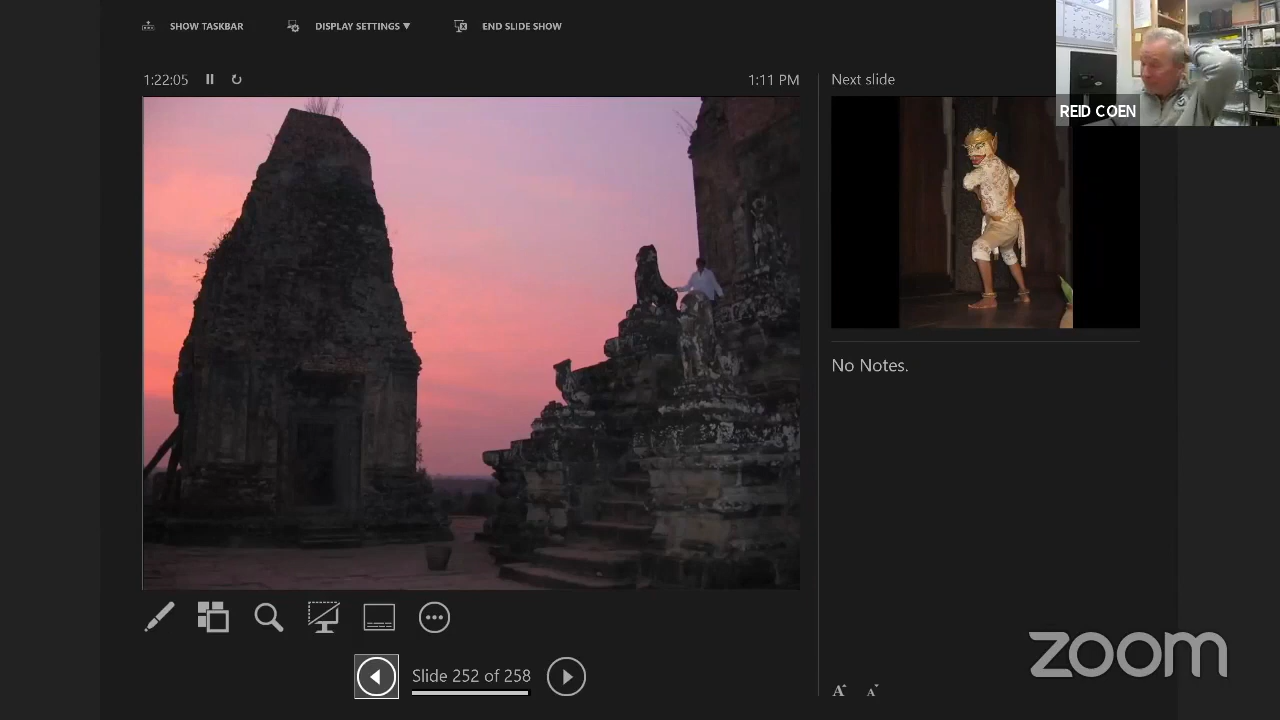 SHOW TASKBAR
DISPLAY SETTINGS ▼
END SLIDE SHOW
1:22:05
1:11 PM
Next slide
REID COEN
No Notes.
Slide 252 of 258
A A
zoom